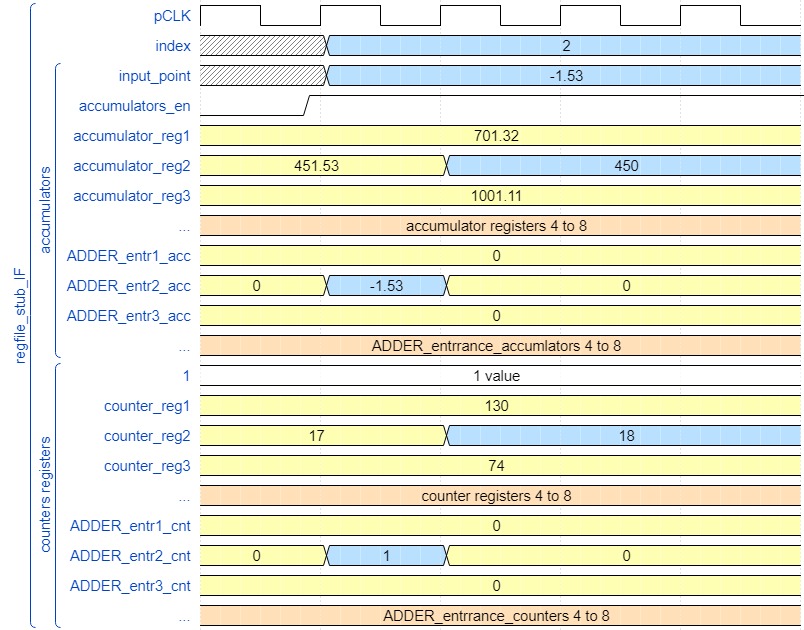 pCLK
index 2
input_point -1.53
accumulators_en
accumulator_reg1 701.32
accumulator_reg2 451.53 450
accumulator_reg3 1001.11
... accumulator registers 4 to 8
ADDER_entr1_acc 0
ADDER_entr2_acc 0 -1.53 0
ADDER_entr3_acc 0
... ADDER_entrrance_accumlators 4 to 8
1 1 value
counter_reg1 130
counter_reg2 17 18
counter_reg3 74
... counter registers 4 to 8
ADDER_entr1_cnt 0
ADDER_entr2_cnt 0 1 0
ADDER_entr3_cnt 0
... ADDER_entrrance_counters 4 to 8
regfile_stub_IF
accumulators
counters registers